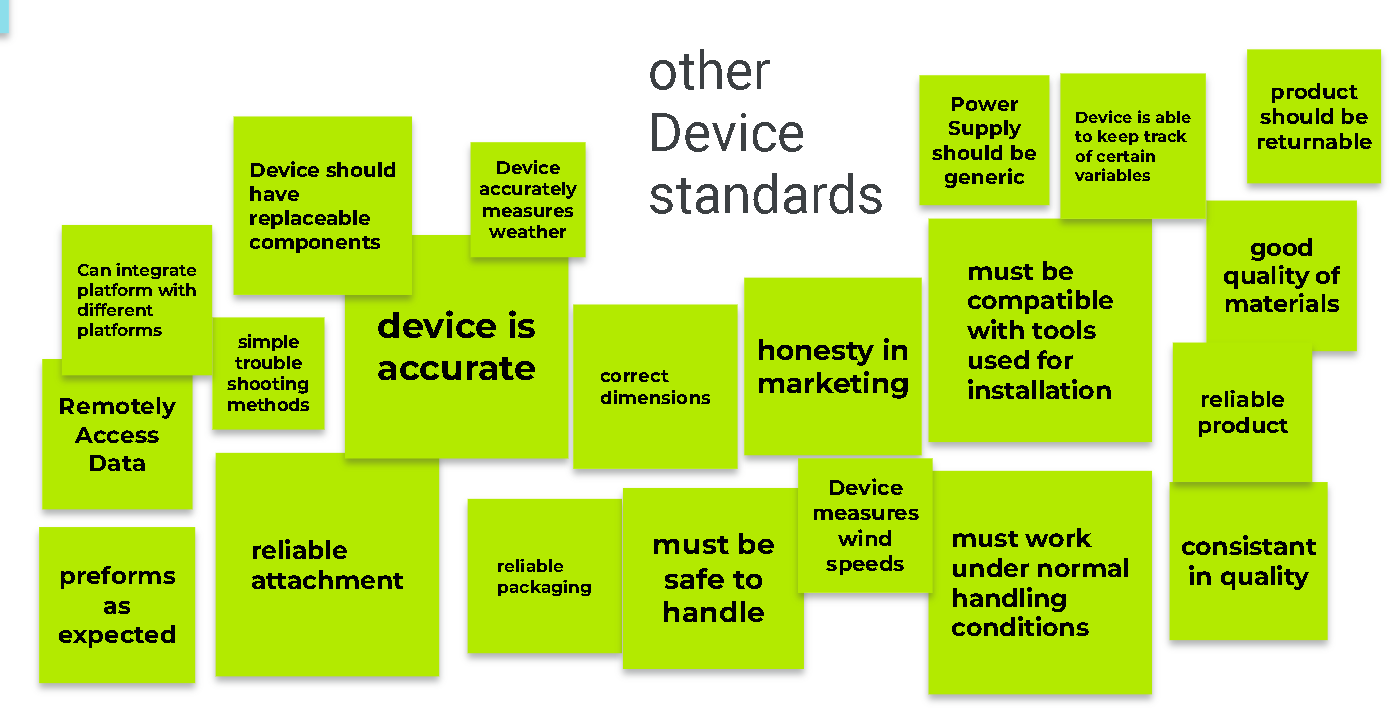 other
Device
standards
Power
Supply
should be
generic
Device is able
to keep track
of certain
variables
product
should be
returnable
Device should
have
replaceable
components
Device
accurately
measures
weather
Can integrate
platform with
different
platforms
simple
trouble
shooting
methods
device is
accurate
correct
dimensions
honesty in
marketing
must be
compatible
with tools
used for
installation
good
quality of
materials
Remotely
Access
Data
reliable
product
preforms
as
expected
reliable
attachment
reliable
packaging
must be
safe to
handle
Device
measures
wind
speeds
must work
under normal
handling
conditions
consistant
in quality